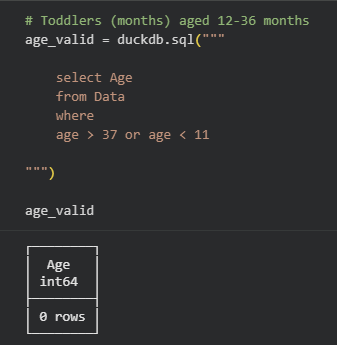 # Toddlers (months) aged 12-36 months
age_valid = duckdb.sql("""
select Age
from Data
where
age > 37 or age < 11
""")
age_valid
Age
int64
0 rows